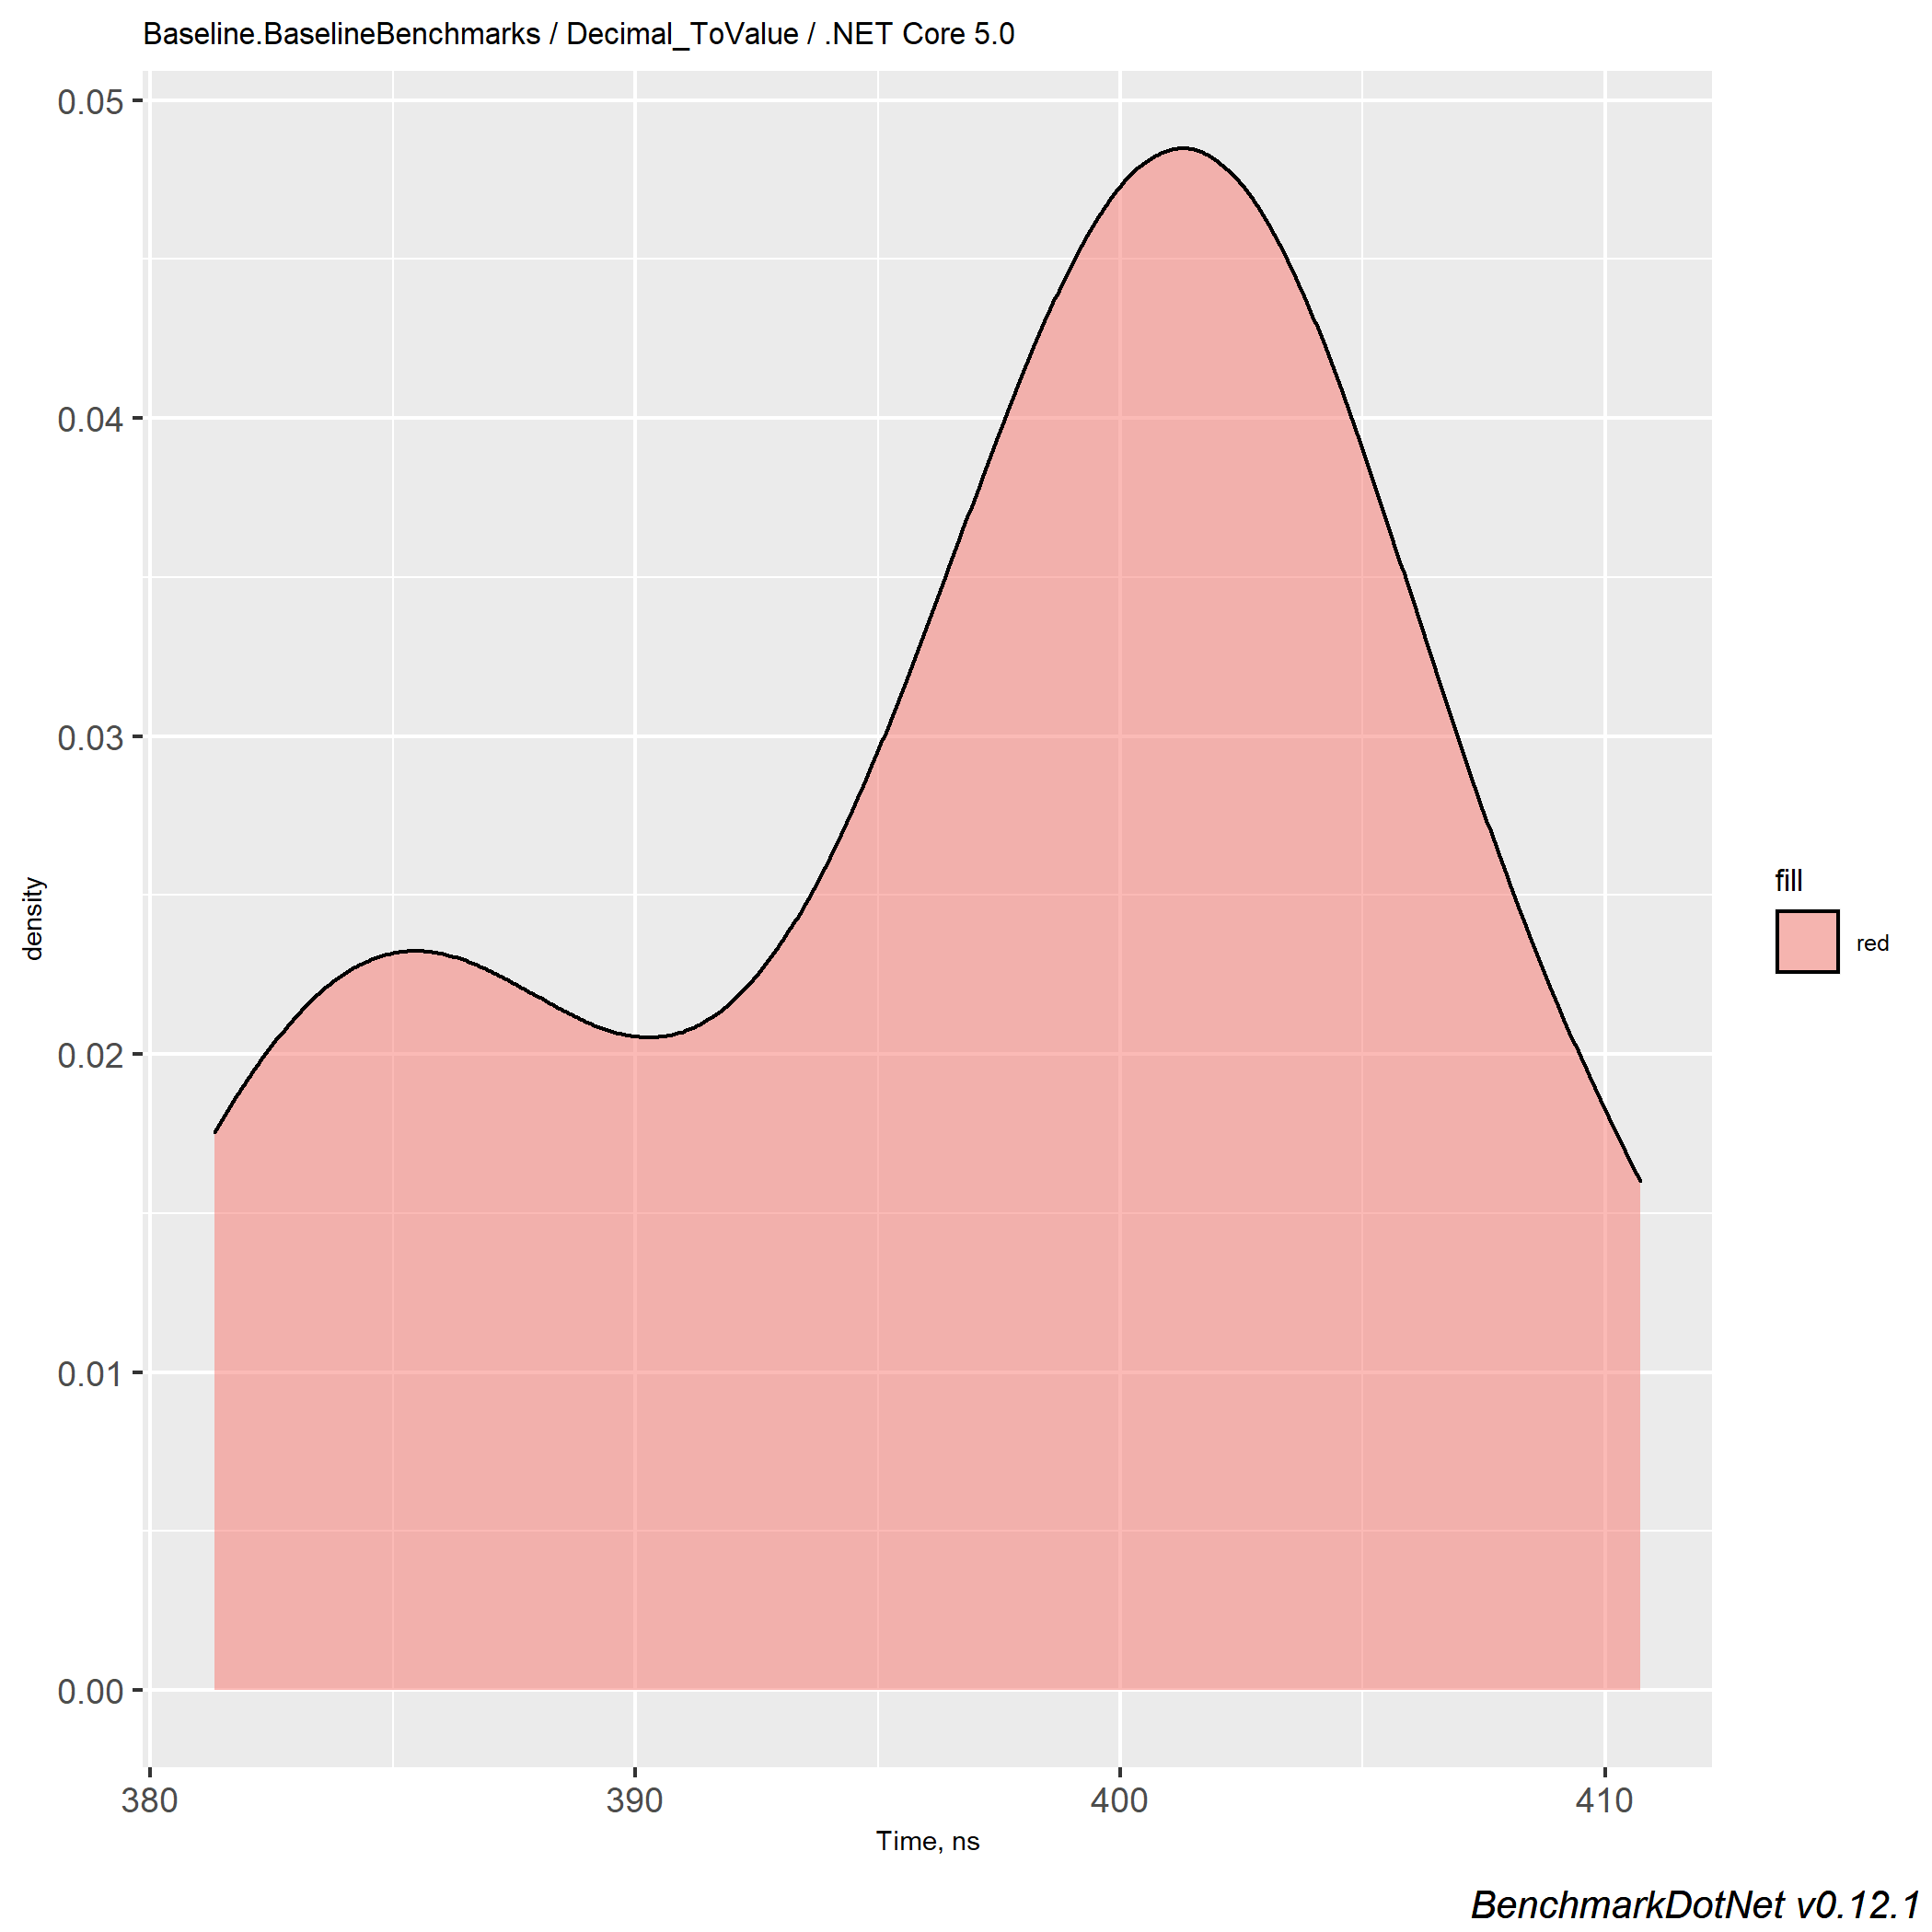 Baseline.BaselineBenchmarks / Decimal_ToValue / .NET Core 5.0
0.05
0.04
0.03
0.02
0.01
0.00
density
380 390 400 410
Time, ns
fill
red
BenchmarkDotNet v0.12.1